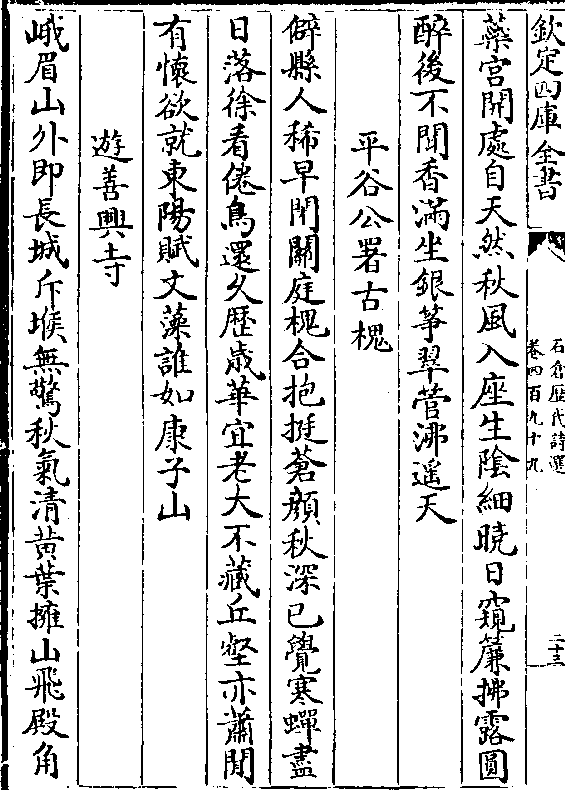 欽定四庫全書
石倉歷代詩選
卷四百九十九
二十三
蘂宫開處自天然秋風入座生陰細曉日窺簾拂露圓
醉後不聞香滿坐銀筝翠管沸遥天
平谷公署古槐
僻縣人稀早閉關庭槐合抱挺蒼顔秋深已覺寒蟬盡
日落徐看倦鳥還久歴嵗華宜老大不藏丘壑亦蕭閒
有懷欲就東陽賦文藻誰如庾子山
遊善興寺
峨眉山外即長城斥堠無驚秋氣清黄葉擁山飛殿角